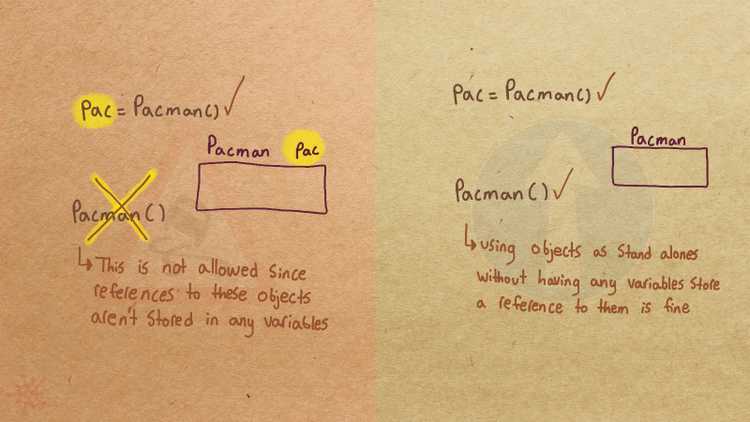 Pac = Pacman() ✓
Pacman Pac
Pacman()
↳ This is not allowed since
references to these objects
aren't stored in any variables
Pac = Pacman() ✓
Pacman
Pacman() ✓
↳ using objects as stand alones
without having any variables store
a reference to them is fine